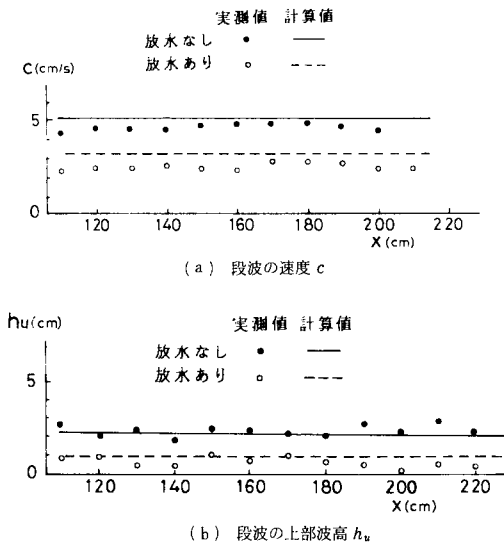 実測値 計算値
放水なし
放水あり
C(cm/s)
5
0
120 140 160 180 200 220
X(cm)
(a) 段波の速度 c
hu(cm)
実測値 計算値
放水なし
放水あり
5
0
120 140 160 180 200 220
X(cm)
(b) 段波の上部波高 hu